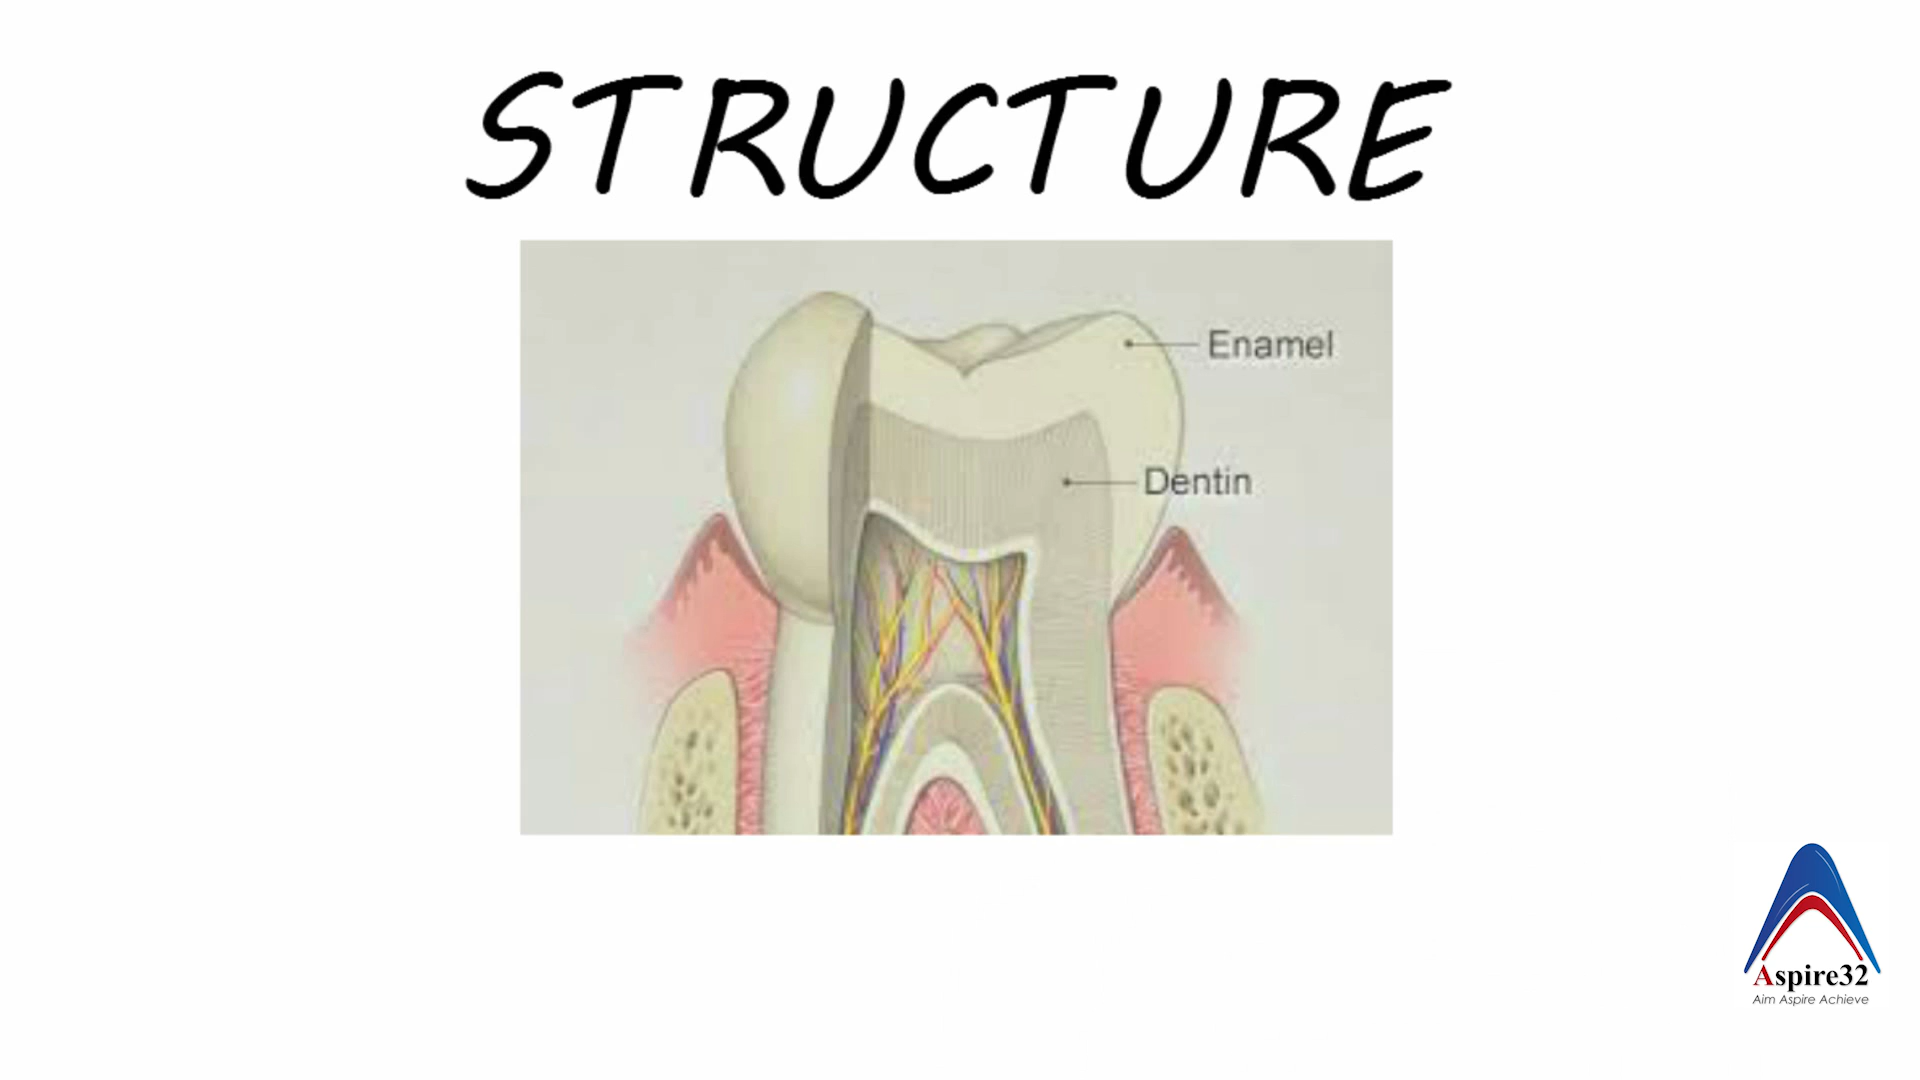 STRUCTURE
Enamel
Dentin
Aspire32
Aim Aspire Achieve